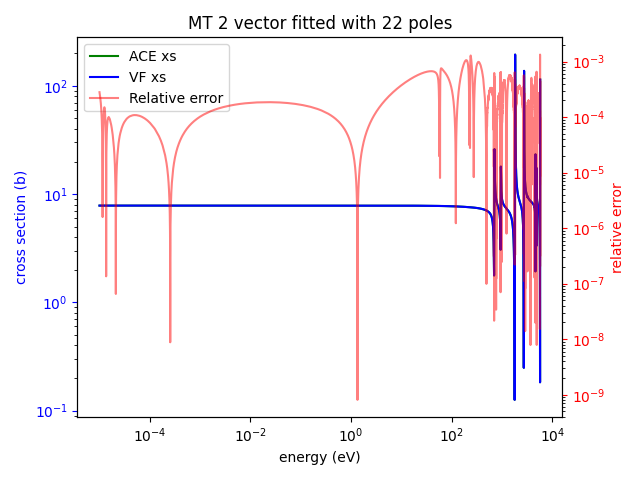 MT 2 vector fitted with 22 poles
ACE xs
VF xs
Relative error
cross section (b)
10²
10¹
10⁰
10⁻¹
10⁻⁴
10⁻²
10⁰
10²
10⁴
energy (eV)
10⁻³
10⁻⁴
10⁻⁵
10⁻⁶
10⁻⁷
10⁻⁸
10⁻⁹
relative error